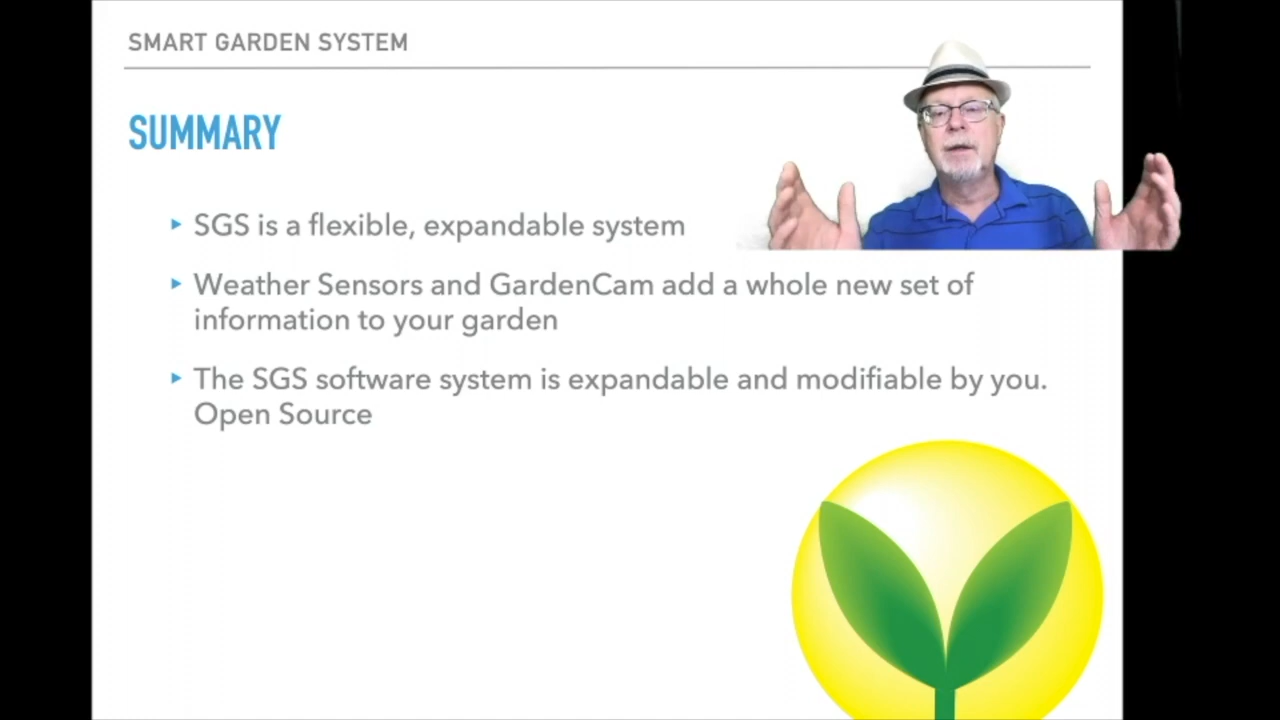 SMART GARDEN SYSTEM
SUMMARY
SGS is a flexible, expandable system
Weather Sensors and GardenCam add a whole new set of
information to your garden
The SGS software system is expandable and modifiable by you.
Open Source